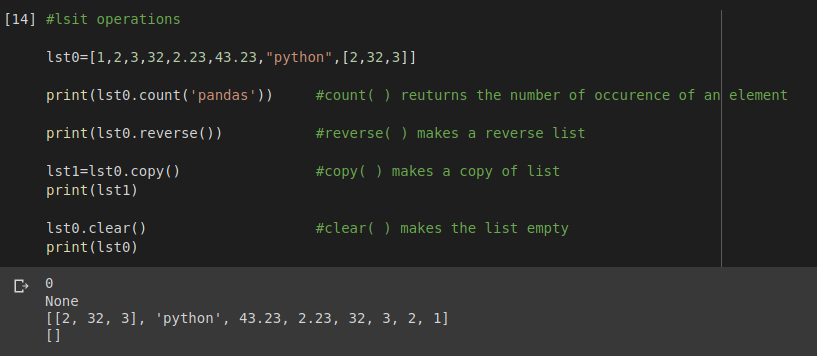 [14] #lsit operations
lst0=[1,2,3,32,2.23,43.23,"python",[2,32,3]]
print(lst0.count('pandas'))     #count( ) reuturns the number of occurence of an element
print(lst0.reverse())           #reverse( ) makes a reverse list
lst1=lst0.copy()                #copy( ) makes a copy of list
print(lst1)
lst0.clear()                    #clear( ) makes the list empty
print(lst0)
0
None
[[2, 32, 3], 'python', 43.23, 2.23, 32, 3, 2, 1]
[]